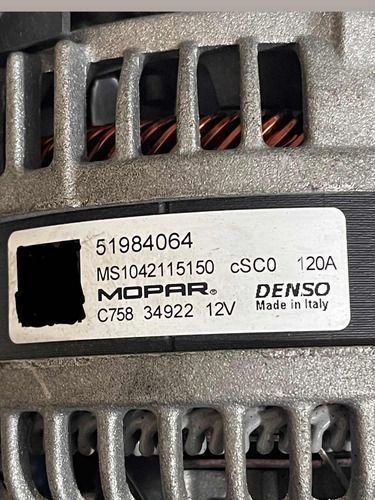 51984064
MS1042115150 cSC0 120A
MOPAR® DENSO
C758 34922 12V Made in Italy